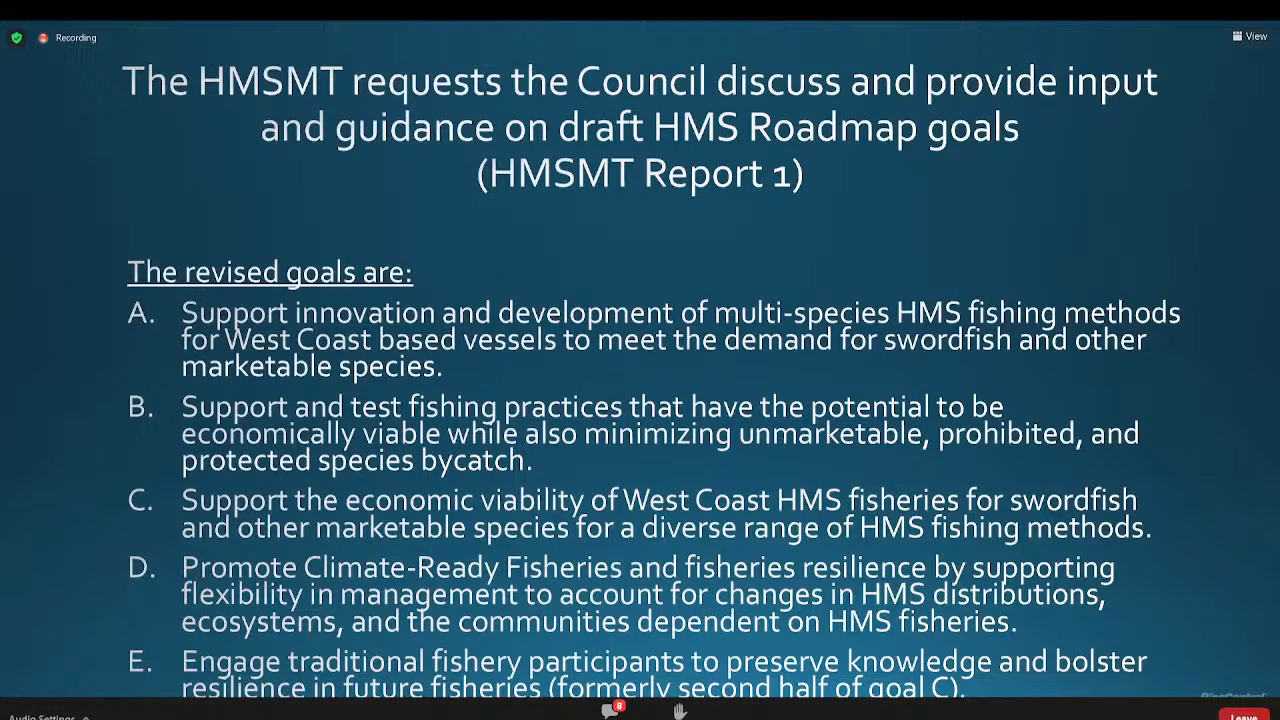 Recording
View
The HMSMT requests the Council discuss and provide input
and guidance on draft HMS Roadmap goals
(HMSMT Report 1)
The revised goals are:
A. Support innovation and development of multi-species HMS fishing methods
for West Coast based vessels to meet the demand for swordfish and other
marketable species.
B. Support and test fishing practices that have the potential to be
economically viable while also minimizing unmarketable, prohibited, and
protected species bycatch.
C. Support the economic viability of West Coast HMS fisheries for swordfish
and other marketable species for a diverse range of HMS fishing methods.
D. Promote Climate-Ready Fisheries and fisheries resilience by supporting
flexibility in management to account for changes in HMS distributions,
ecosystems, and the communities dependent on HMS fisheries.
E. Engage traditional fishery participants to preserve knowledge and bolster
resilience in future fisheries (formerly second half of goal C).
RingCentral
8
Audio Settings
Leave